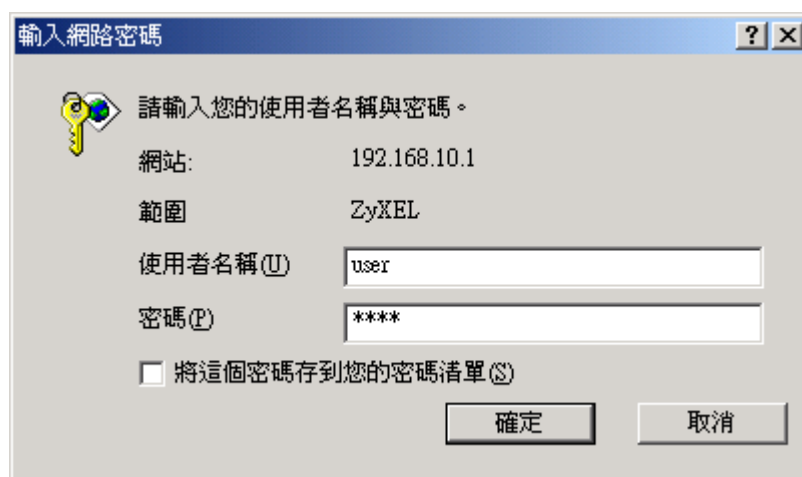 輸入網路密碼
請輸入您的使用者名稱與密碼。
網站: 192.168.10.1
範圍 ZyXEL
使用者名稱(U) user
密碼(P) ****
將這個密碼存到您的密碼清單(S)
確定 取消